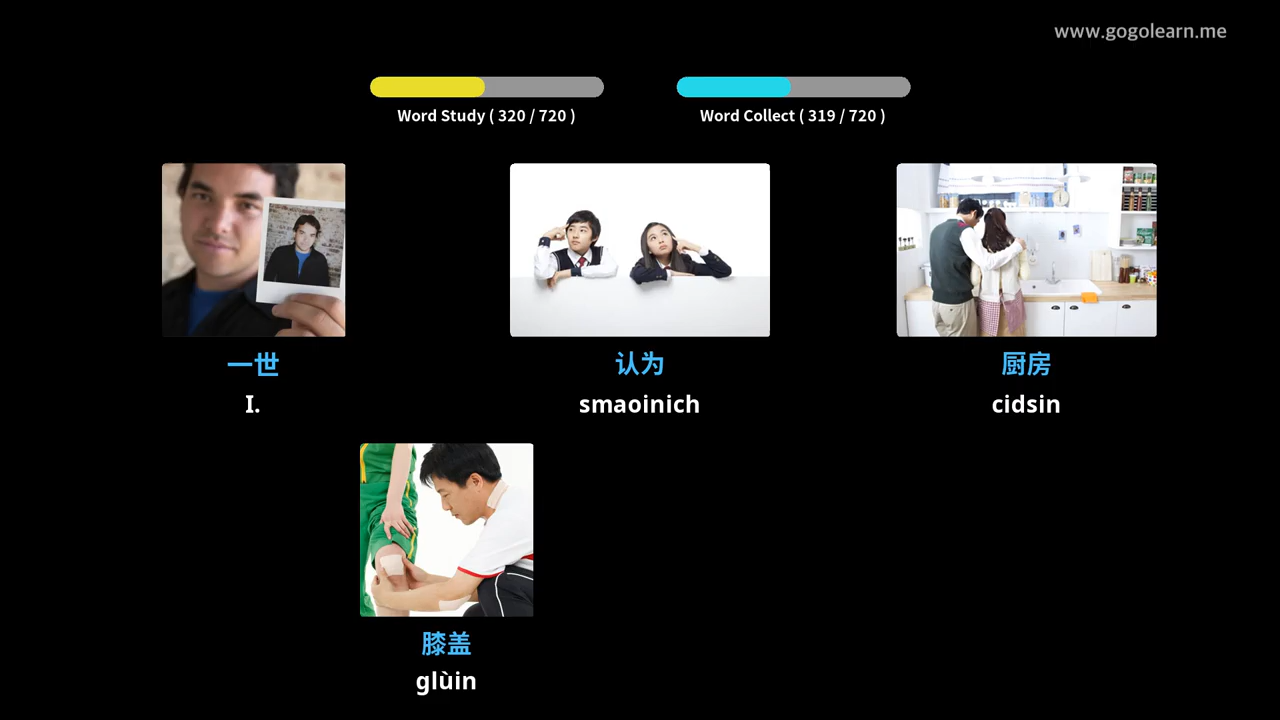 www.gogolearn.me
Word Study ( 320 / 720 )
Word Collect ( 319 / 720 )
一世
I.
认为
smaoinich
厨房
cidsin
膝盖
glùin